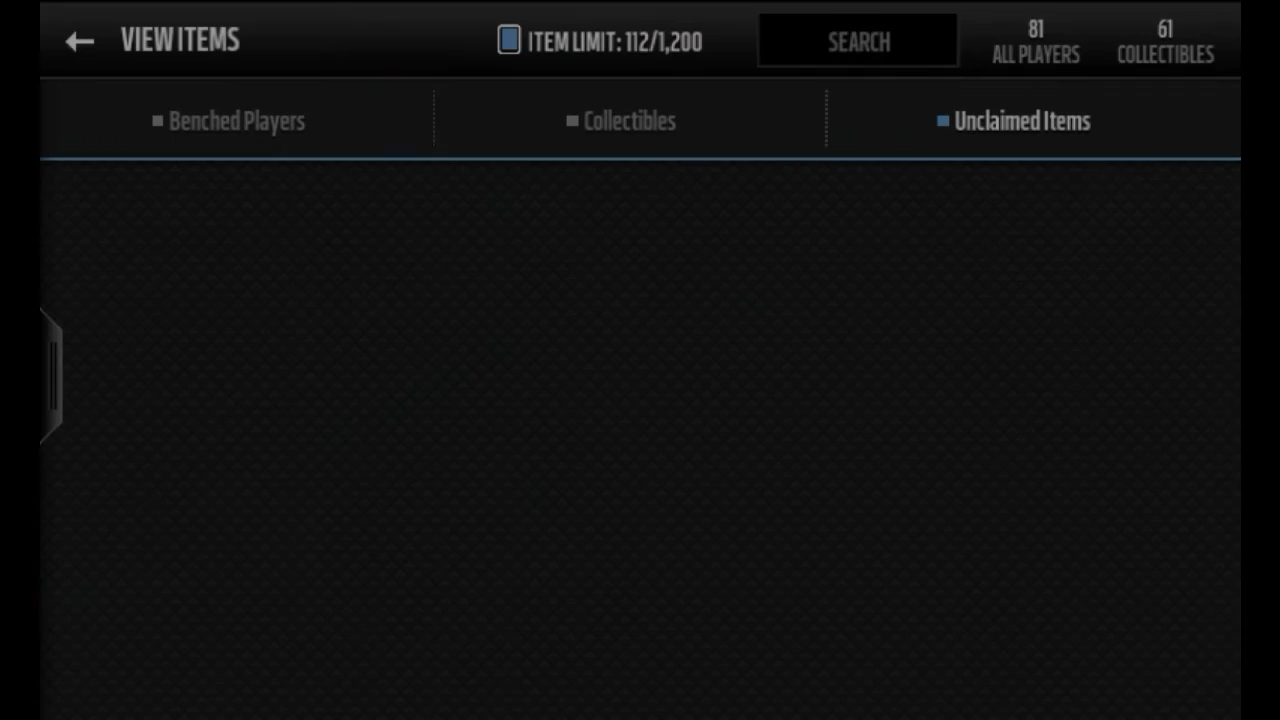 VIEW ITEMS
ITEM LIMIT: 112/1,200
SEARCH
81
ALL PLAYERS
61
COLLECTIBLES
Benched Players
Collectibles
Unclaimed Items